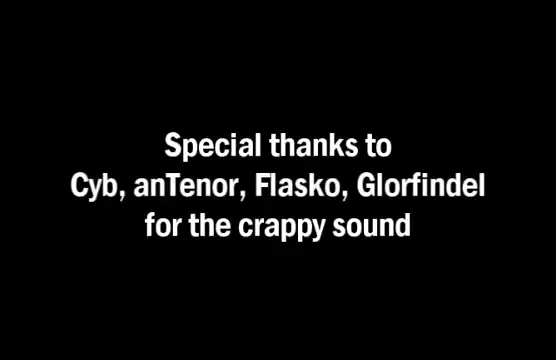 Special thanks to
Cyb, anTenor, Flasko, Glorfindel
for the crappy sound